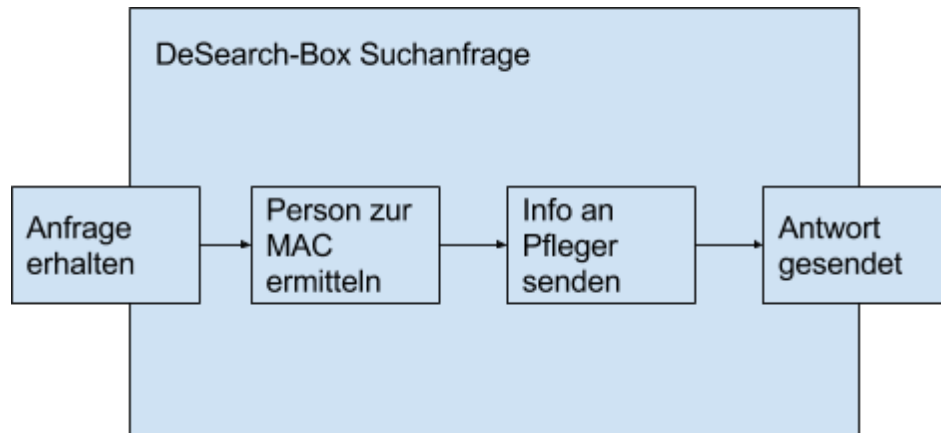 DeSearch-Box Suchanfrage
Anfrage
erhalten
Person zur
MAC
ermitteln
Info an
Pfleger
senden
Antwort
gesendet